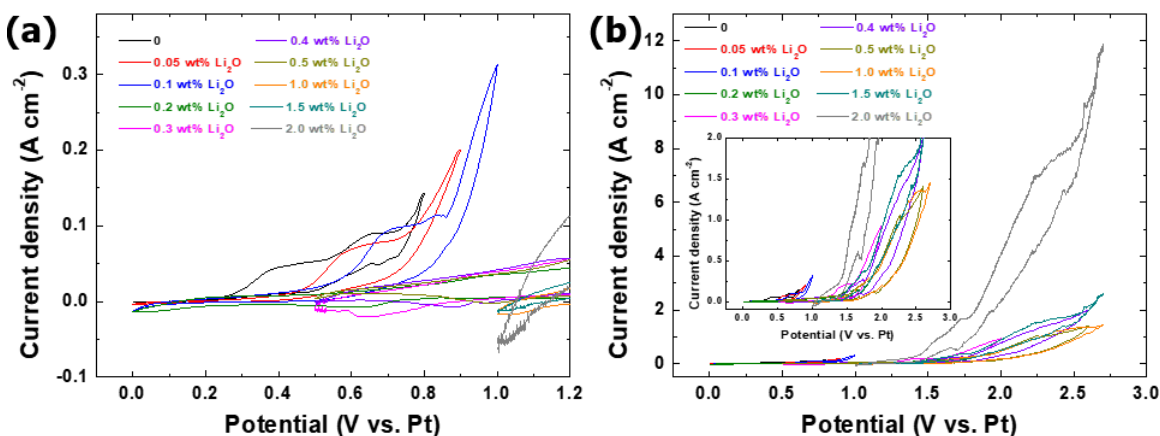 (a)
0
0.05 wt% Li₂O
0.1 wt% Li₂O
0.2 wt% Li₂O
0.3 wt% Li₂O
0.4 wt% Li₂O
0.5 wt% Li₂O
1.0 wt% Li₂O
1.5 wt% Li₂O
2.0 wt% Li₂O
Current density (A cm⁻²)
0.3
0.2
0.1
0.0
-0.1
0.0 0.2 0.4 0.6 0.8 1.0 1.2
Potential (V vs. Pt)
(b)
0
0.05 wt% Li₂O
0.1 wt% Li₂O
0.2 wt% Li₂O
0.3 wt% Li₂O
0.4 wt% Li₂O
0.5 wt% Li₂O
1.0 wt% Li₂O
1.5 wt% Li₂O
2.0 wt% Li₂O
Current density (A cm⁻²)
12
10
8
6
4
2
0
0.0 0.5 1.0 1.5 2.0 2.5 3.0
Potential (V vs. Pt)
Current density (A cm⁻²)
2.0
1.6
1.2
0.8
0.4
0.0
0.0 0.5 1.0 1.5 2.0 2.5 3.0
Potential (V vs. Pt)